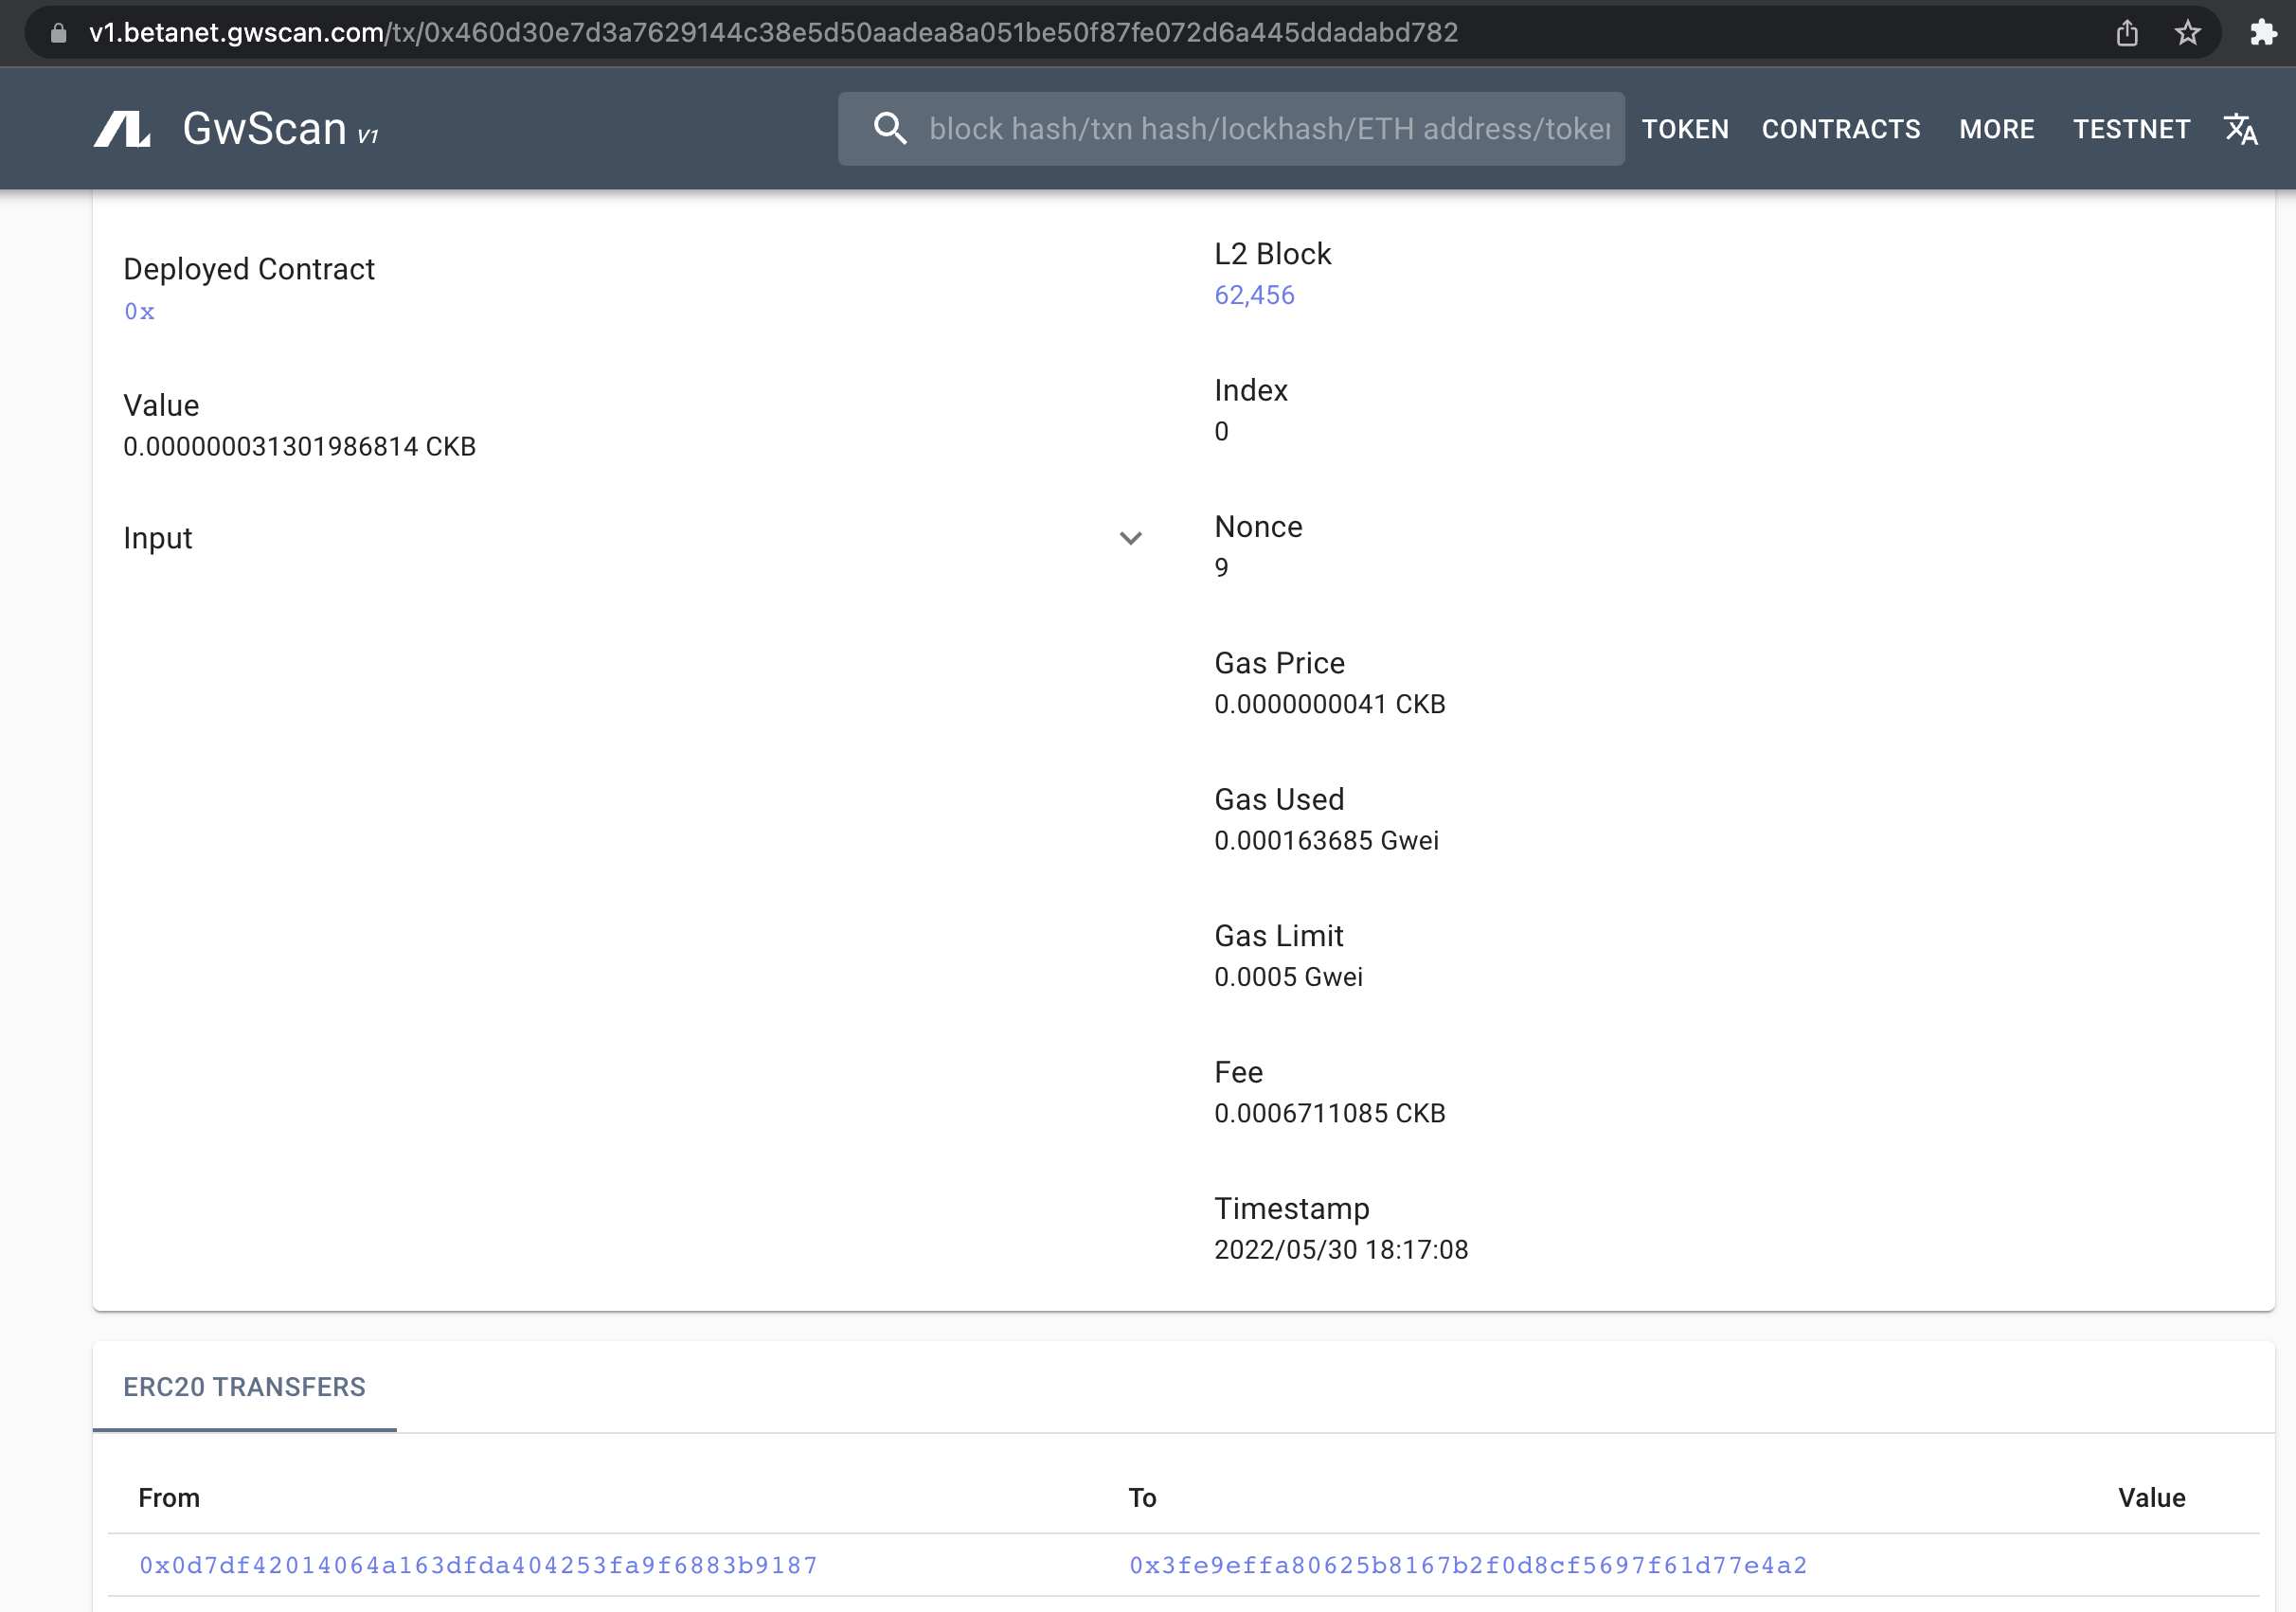 v1.betanet.gwscan.com/tx/0x460d30e7d3a7629144c38e5d50aadea8a051be50f87fe072d6a445ddadabd782
GwScan V1
block hash/txn hash/lockhash/ETH address/token
TOKEN
CONTRACTS
MORE
TESTNET
Deployed Contract
0x
Value
0.000000031301986814 CKB
Input
L2 Block
62,456
Index
0
Nonce
9
Gas Price
0.0000000041 CKB
Gas Used
0.000163685 Gwei
Gas Limit
0.0005 Gwei
Fee
0.0006711085 CKB
Timestamp
2022/05/30 18:17:08
ERC20 TRANSFERS
From To Value
0x0d7df42014064a163dfda404253fa9f6883b9187 0x3fe9effa80625b8167b2f0d8cf5697f61d77e4a2